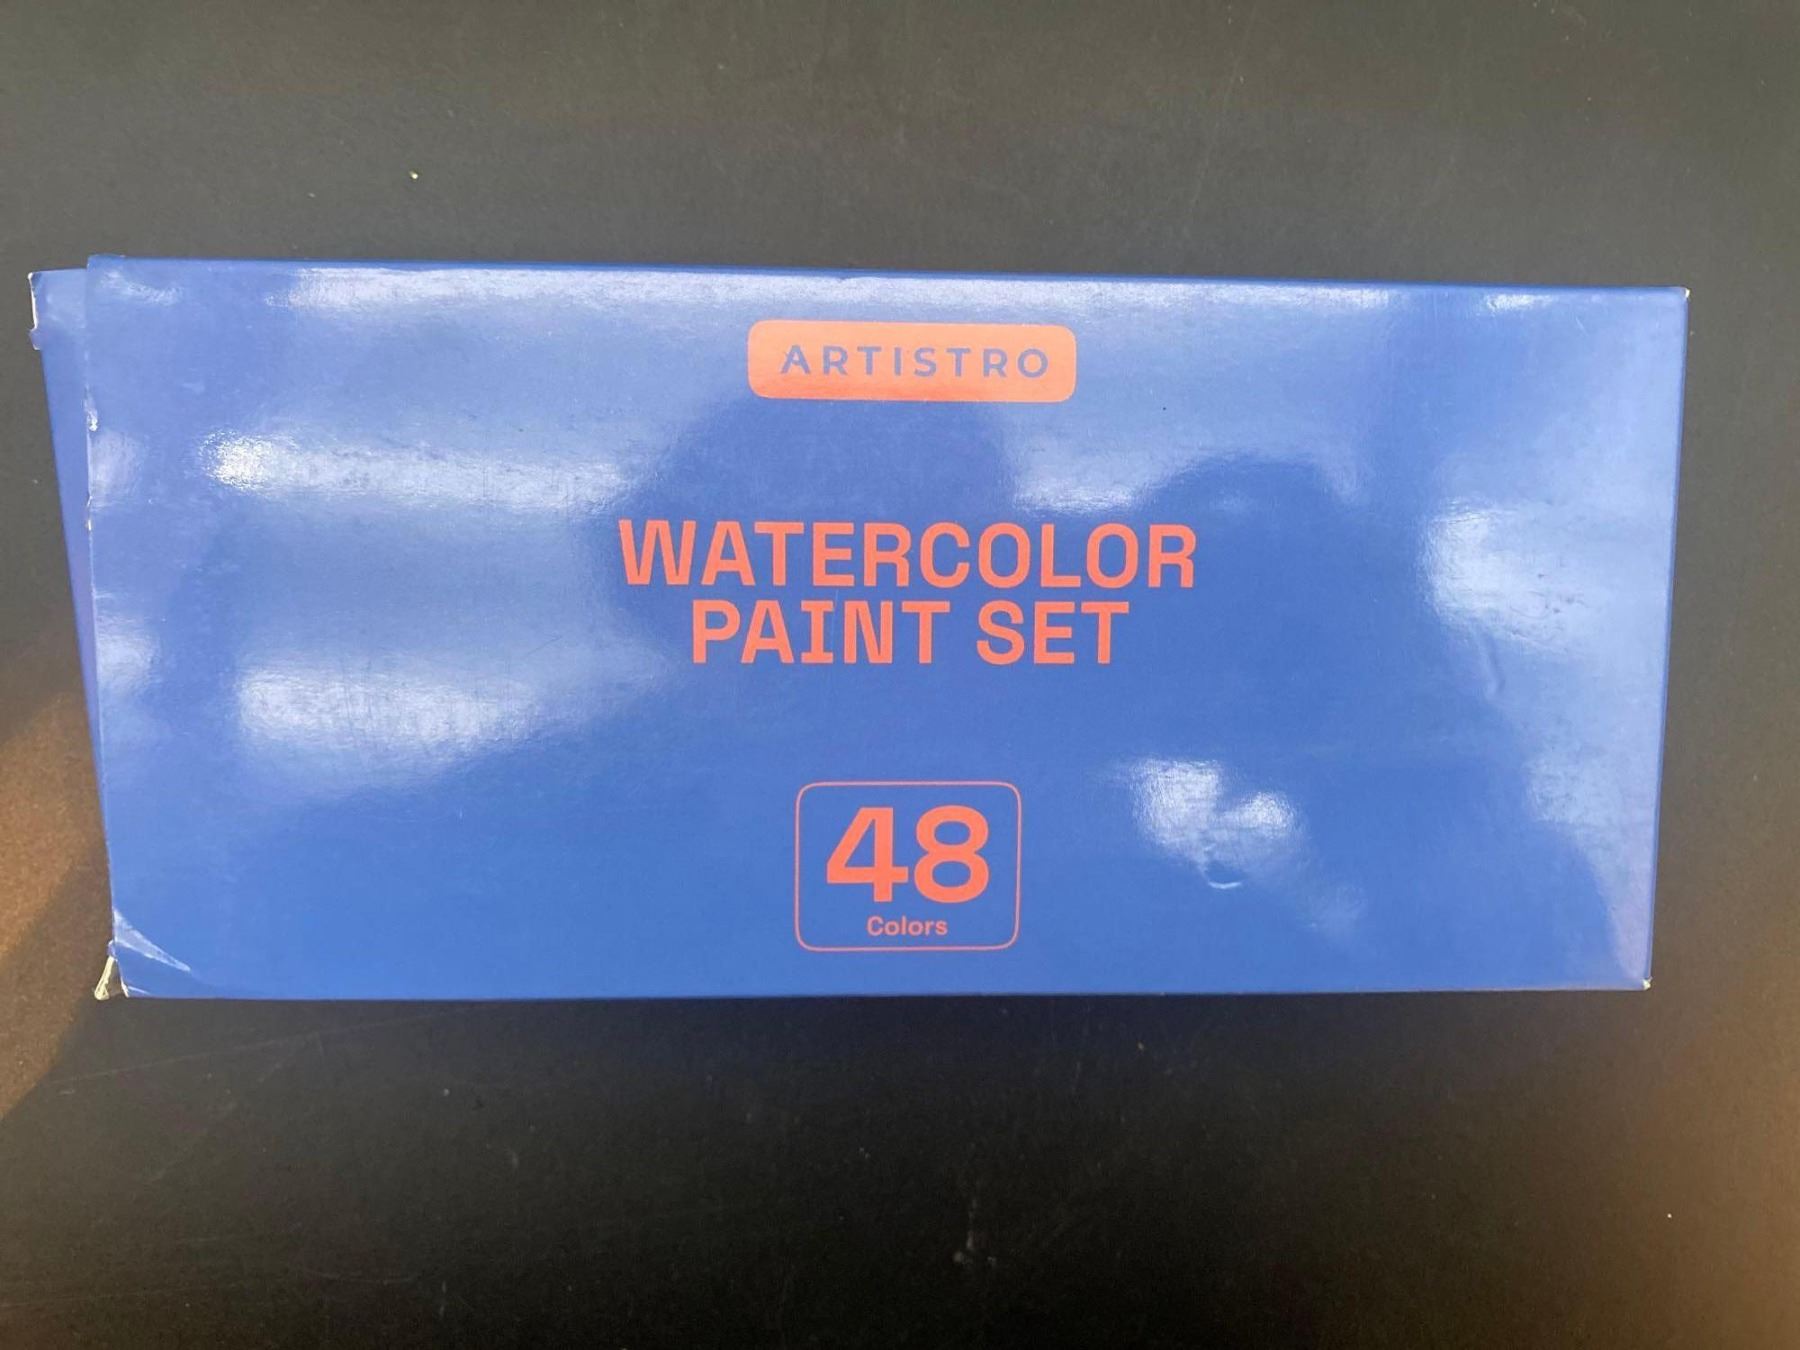 ARTISTRO
WATERCOLOR
PAINT SET
48
Colors